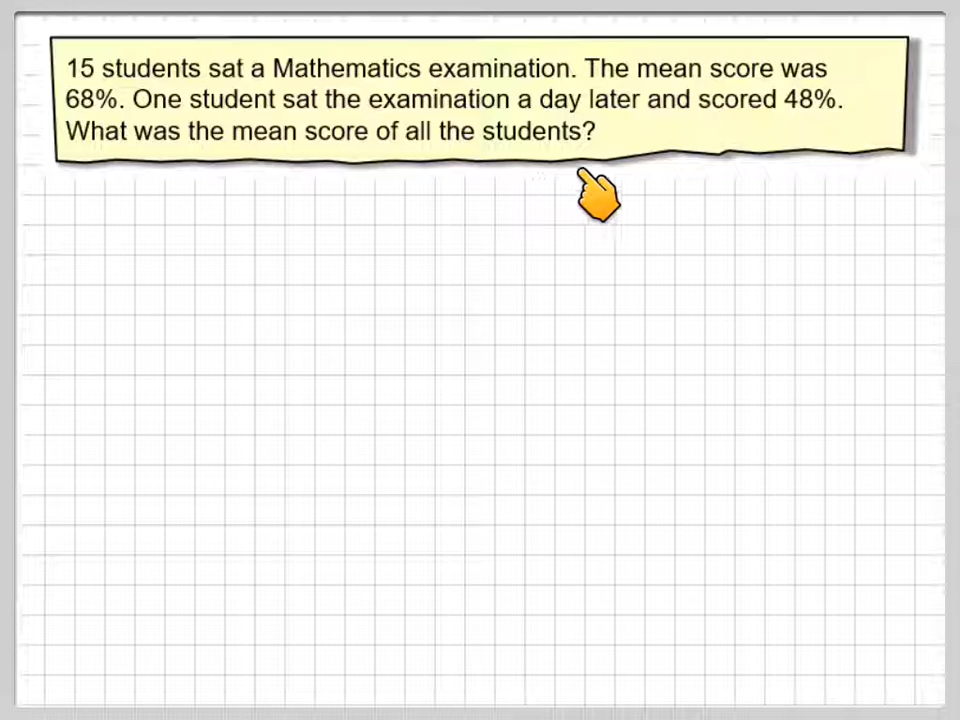 15 students sat a Mathematics examination. The mean score was
68%. One student sat the examination a day later and scored 48%.
What was the mean score of all the students?